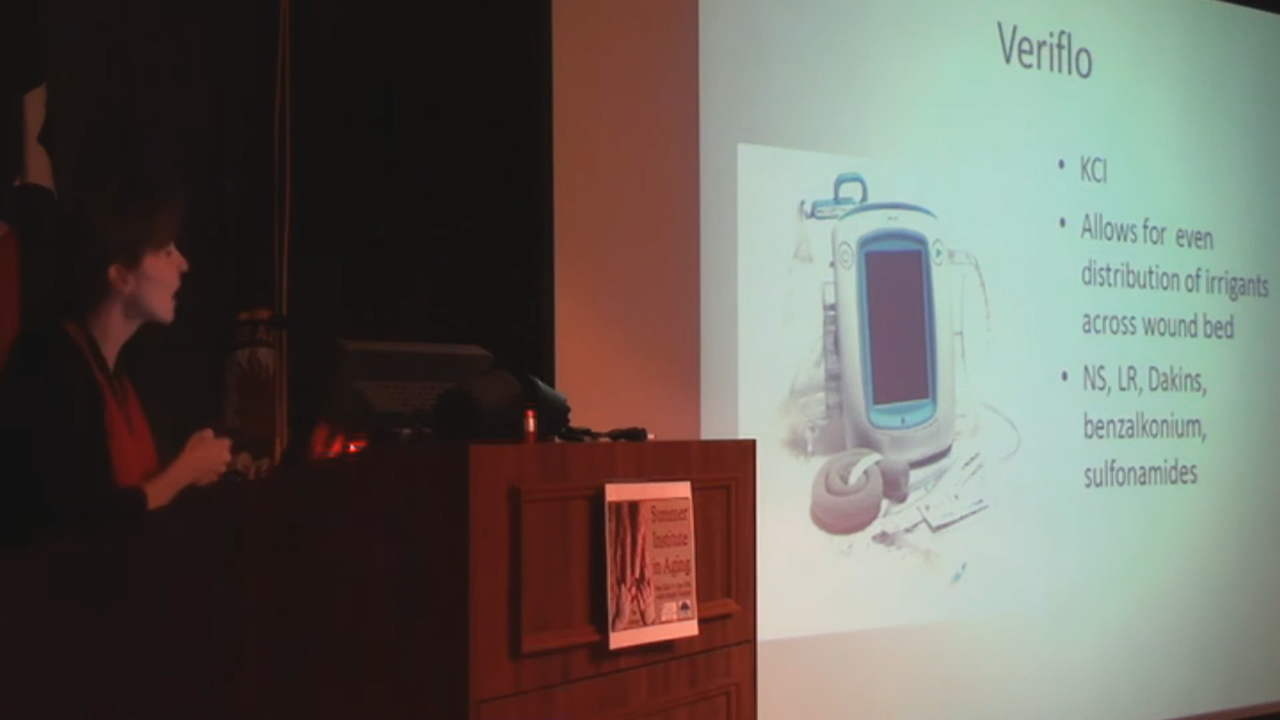 Veriflo
• KCI
• Allows for even
distribution of irrigants
across wound bed
• NS, LR, Dakins,
benzalkonium,
sulfonamides
Summer
Institute
in Aging